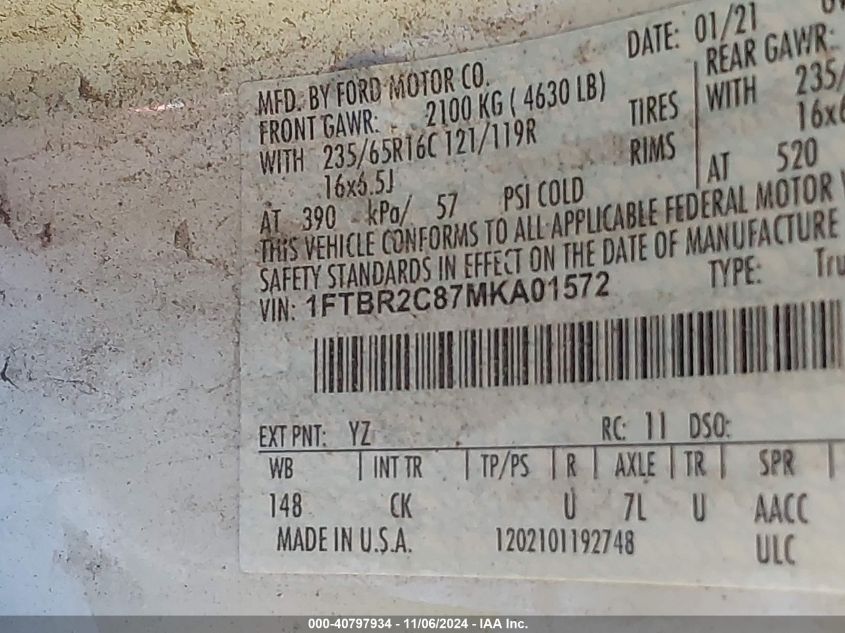 DATE: 01/21
MFD. BY FORD MOTOR CO.
FRONT GAWR: 2100 KG ( 4630 LB)
REAR GAWR:
WITH 235/65R16C 121/119R TIRES
WITH 235/
16x6.5J RIMS
16x6
AT 390 kPa/ 57 PSI COLD
AT 520
THIS VEHICLE CONFORMS TO ALL APPLICABLE FEDERAL MOTOR
SAFETY STANDARDS IN EFFECT ON THE DATE OF MANUFACTURE
VIN: 1FTBR2C87MKA01572
TYPE: Tru
EXT PNT: YZ RC: 11 DSO:
WB INT TR TP/PS R AXLE TR SPR
148 CK U 7L U AACC
MADE IN U.S.A. 1202101192748 ULC
000-40797934 - 11/06/2024 - IAA Inc.